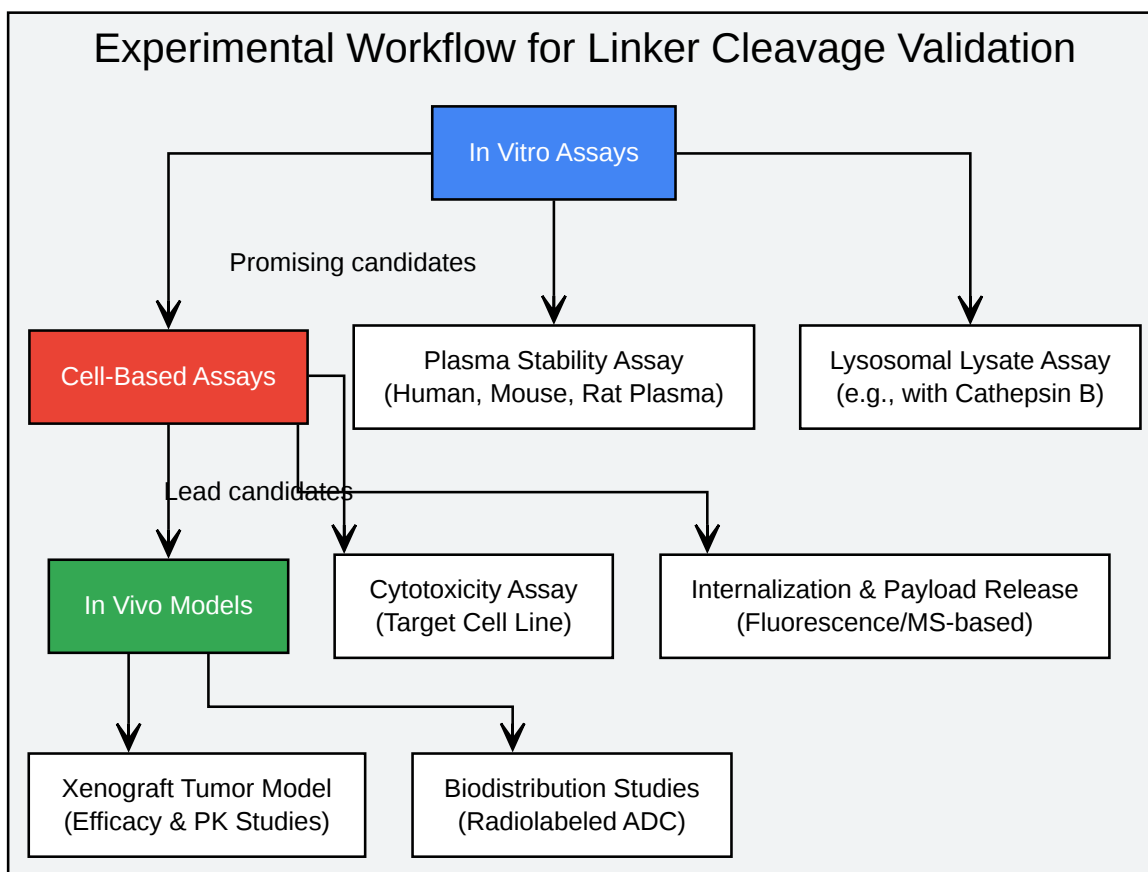 Experimental Workflow for Linker Cleavage Validation
In Vitro Assays
Promising candidates
Cell-Based Assays
Plasma Stability Assay
(Human, Mouse, Rat Plasma)
Lysosomal Lysate Assay
(e.g., with Cathepsin B)
Lead candidates
In Vivo Models
Cytotoxicity Assay
(Target Cell Line)
Internalization & Payload Release
(Fluorescence/MS-based)
Xenograft Tumor Model
(Efficacy & PK Studies)
Biodistribution Studies
(Radiolabeled ADC)